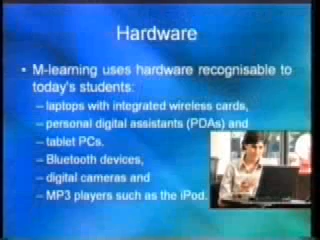 Hardware
• M-learning uses hardware recognisable to
today's students:
– laptops with integrated wireless cards,
– personal digital assistants (PDAs) and
– tablet PCs.
– Bluetooth devices,
– digital cameras and
– MP3 players such as the iPod.